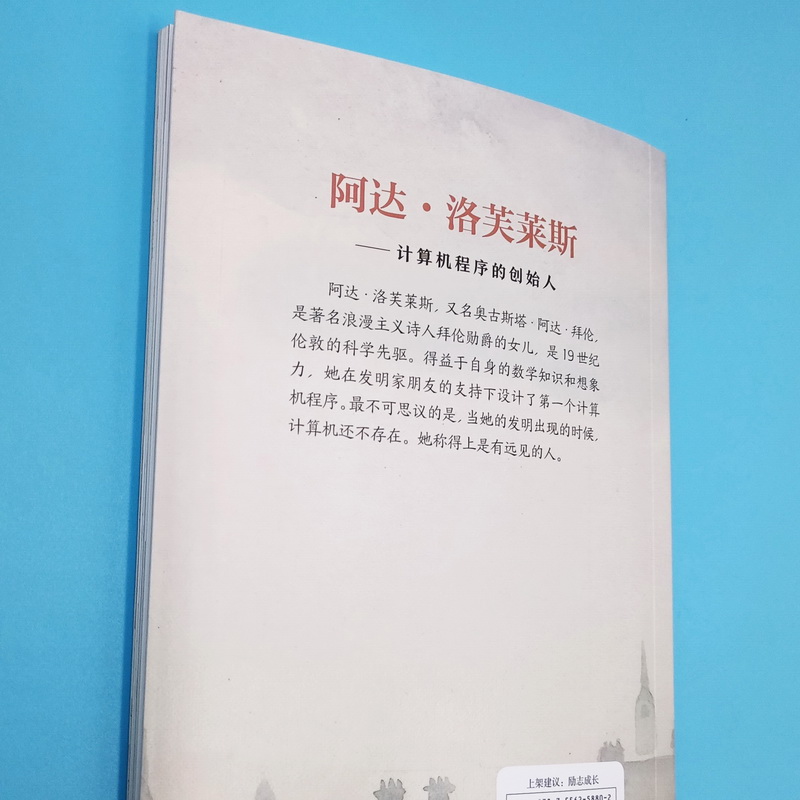 阿达·洛芙莱斯
——计算机程序的创始人
阿达·洛芙莱斯，又名奥古斯塔·阿达·拜伦，
是著名浪漫主义诗人拜伦勋爵的女儿，是19世纪
伦敦的科学先驱。得益于自身的数学知识和想象
力，她在发明家朋友的支持下设计了第一个计算
机程序。最不可思议的是，当她的发明出现的时候，
计算机还不存在。她称得上是有远见的人。
上架建议：励志成长